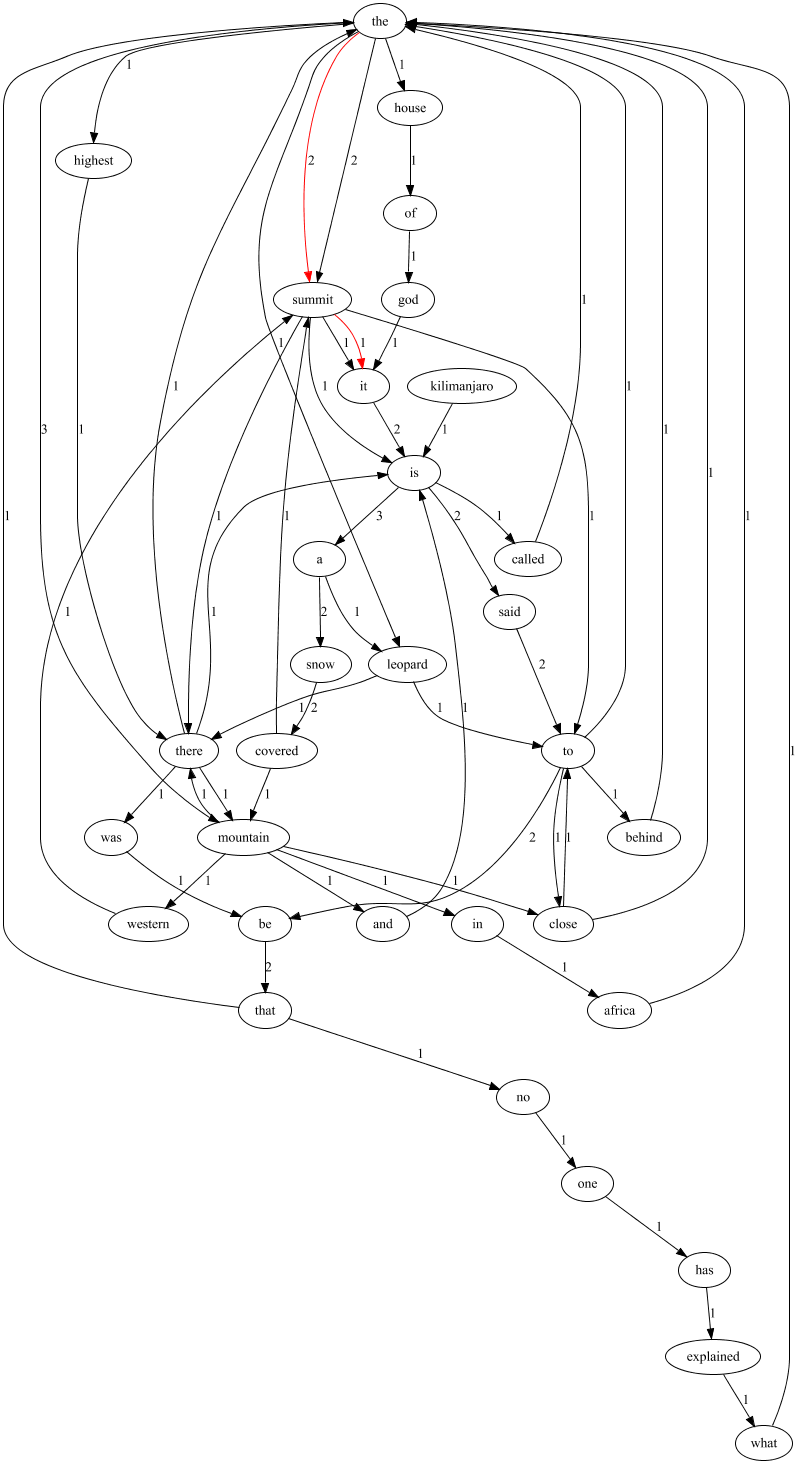 the
1
1
house
highest
2
2
1
1
of
1
summit
god
1
1
1
1
1
it
kilimanjaro
1
1
3
1
2
1
is
1
1
1
1
1
3
2
1
1
1
1
called
a
said
1
2
1
1
snow
leopard
2
1
2
1
1
there
covered
to
1
1
1
1
1
was
mountain
2
1
1
behind
1
1
1
1
1
western
be
and
in
close
2
1
that
africa
1
no
1
one
1
has
1
explained
1
1
what